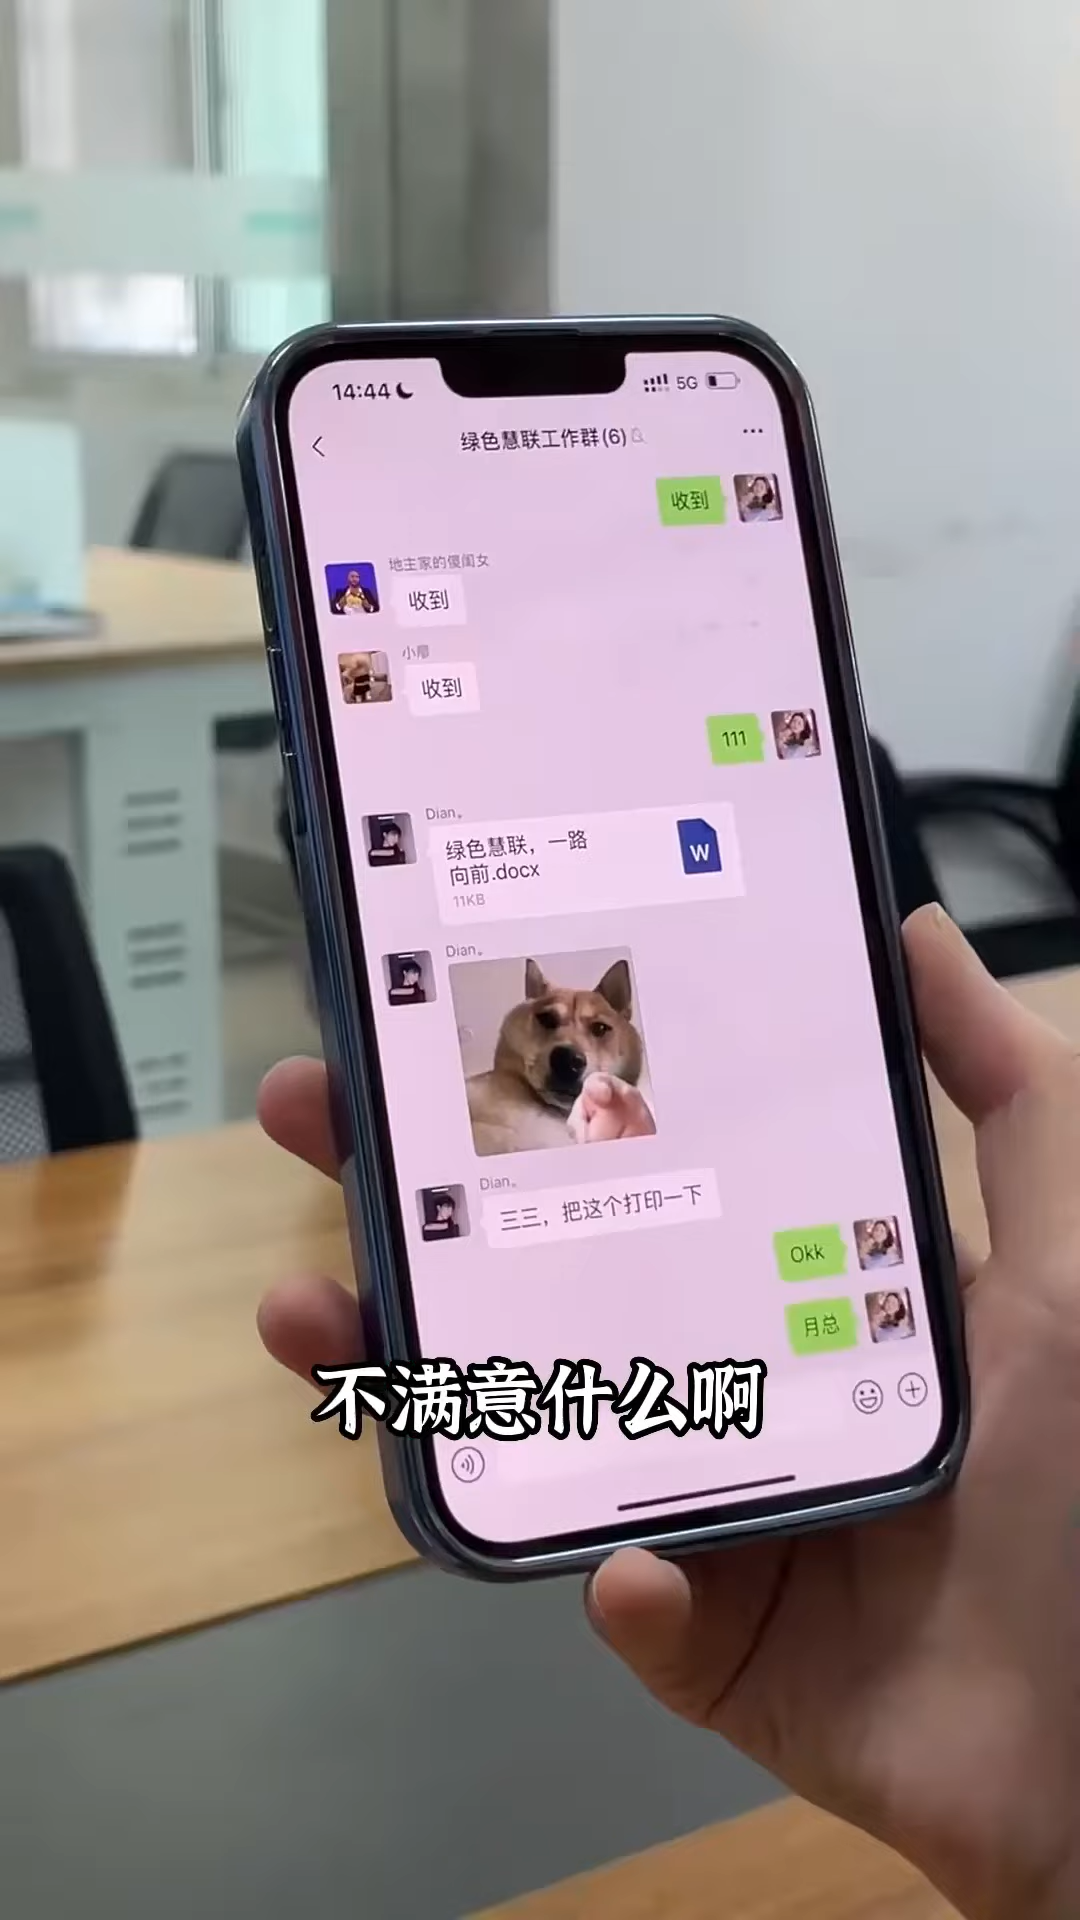 14:44
5G
绿色慧联工作群(6)
收到
地主家的傻闺女
收到
小廖
收到
111
Dian。
绿色慧联，一路
向前.docx
11KB
W
Dian。
Dian。
三三，把这个打印一下
Okk
月总
不满意什么啊